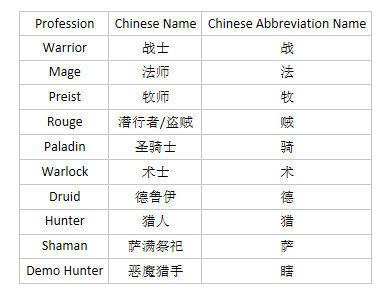 Profession Chinese Name Chinese Abbreviation Name
Warrior 战士 战
Mage 法师 法
Preist 牧师 牧
Rouge 潜行者/盗贼 贼
Paladin 圣骑士 骑
Warlock 术士 术
Druid 德鲁伊 德
Hunter 猎人 猎
Shaman 萨满祭祀 萨
Demo Hunter 恶魔猎手 瞎